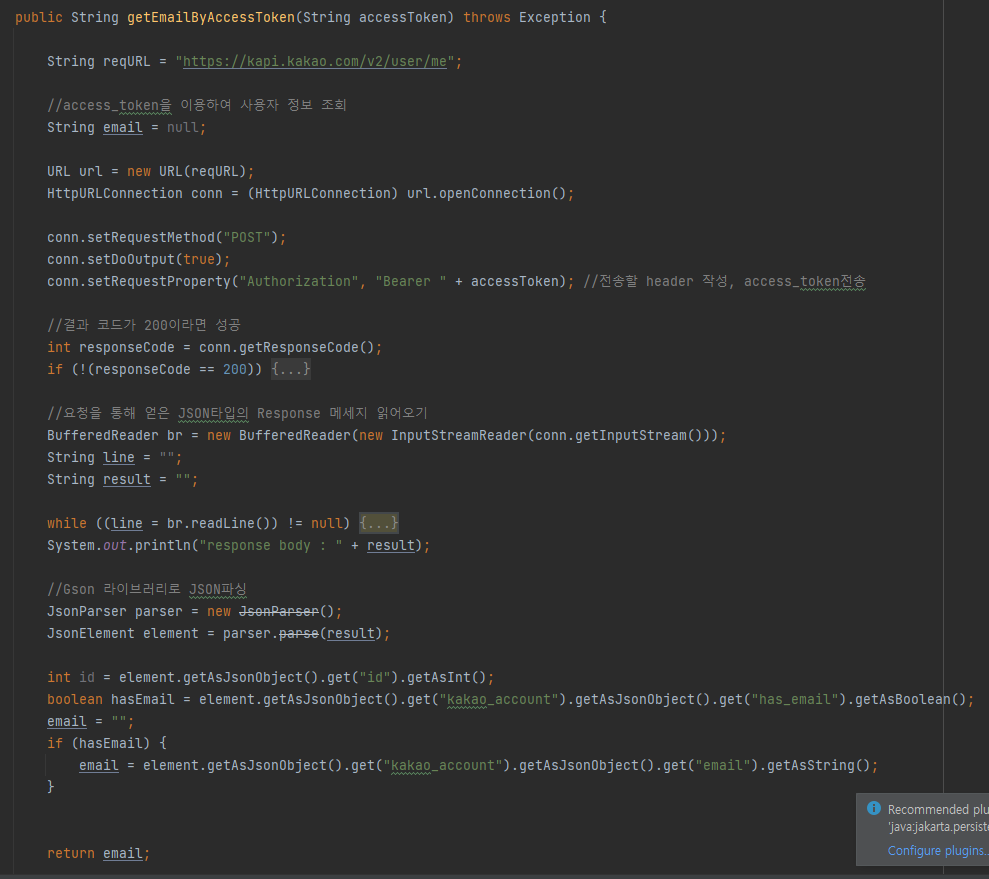 public String getEmailByAccessToken(String accessToken) throws Exception {
String reqURL = "https://kapi.kakao.com/v2/user/me";
//access_token을 이용하여 사용자 정보 조회
String email = null;
URL url = new URL(reqURL);
HttpURLConnection conn = (HttpURLConnection) url.openConnection();
conn.setRequestMethod("POST");
conn.setDoOutput(true);
conn.setRequestProperty("Authorization", "Bearer " + accessToken); //전송할 header 작성, access_token전송
//결과 코드가 200이라면 성공
int responseCode = conn.getResponseCode();
if (!(responseCode == 200)) {...}
//요청을 통해 얻은 JSON타입의 Response 메세지 읽어오기
BufferedReader br = new BufferedReader(new InputStreamReader(conn.getInputStream()));
String line = "";
String result = "";
while ((line = br.readLine()) != null) {...}
System.out.println("response body : " + result);
//Gson 라이브러리로 JSON파싱
JsonParser parser = new JsonParser();
JsonElement element = parser.parse(result);
int id = element.getAsJsonObject().get("id").getAsInt();
boolean hasEmail = element.getAsJsonObject().get("kakao_account").getAsJsonObject().get("has_email").getAsBoolean();
email = "";
if (hasEmail) {
email = element.getAsJsonObject().get("kakao_account").getAsJsonObject().get("email").getAsString();
}
Recommended plu
'java:jakarta.persiste
Configure plugins..
return email;